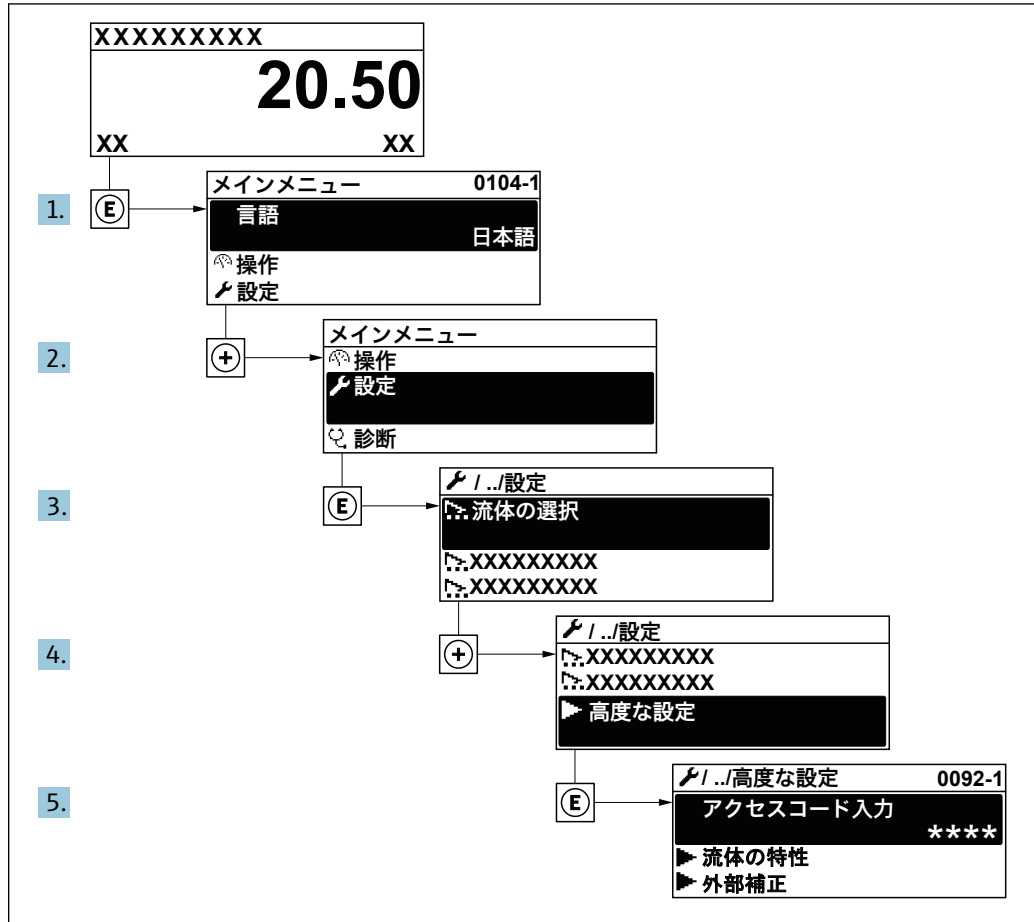 XXXXXXXXX
20.50
XX XX
1. E
メインメニュー 0104-1
言語
日本語
操作
設定
2. +
メインメニュー
操作
設定
診断
3. E
/ ../設定
流体の選択
XXXXXXXXX
XXXXXXXXX
4. +
/ ../設定
XXXXXXXXX
XXXXXXXXX
高度な設定
5. E
/ ../高度な設定 0092-1
アクセスコード入力
****
流体の特性
外部補正